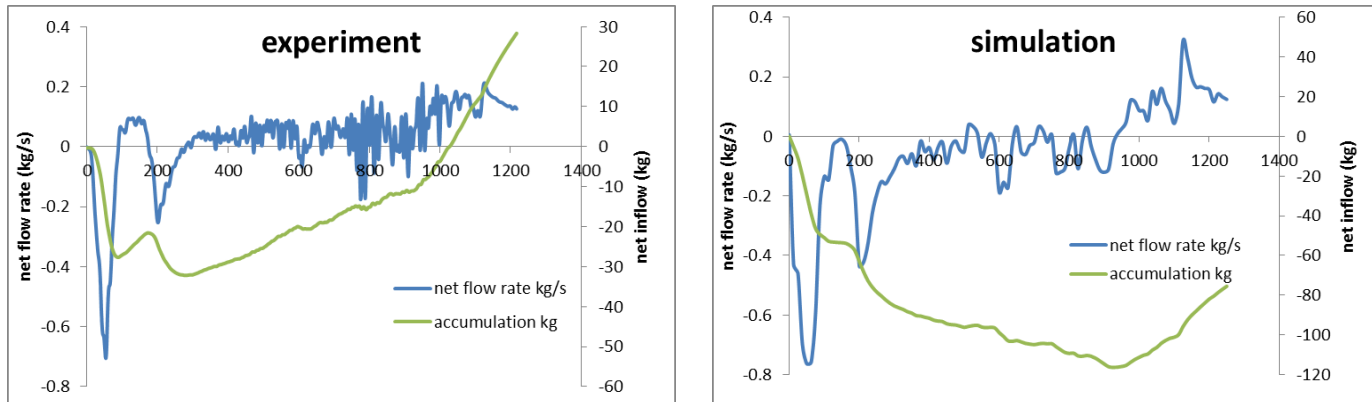 experiment
net flow rate (kg/s)
0.4
0.2
0
-0.2
-0.4
-0.6
-0.8
0 200 400 600 800 1000 1200 1400
30
20
10
0
-10
-20
-30
-40
-50
-60
net inflow (kg)
net flow rate kg/s
accumulation kg
simulation
net flow rate (kg/s)
0.4
0.2
0
-0.2
-0.4
-0.6
-0.8
0 200 400 600 800 1000 1200 1400
60
40
20
0
-20
-40
-60
-80
-100
-120
net inflow (kg)
net flow rate kg/s
accumulation kg